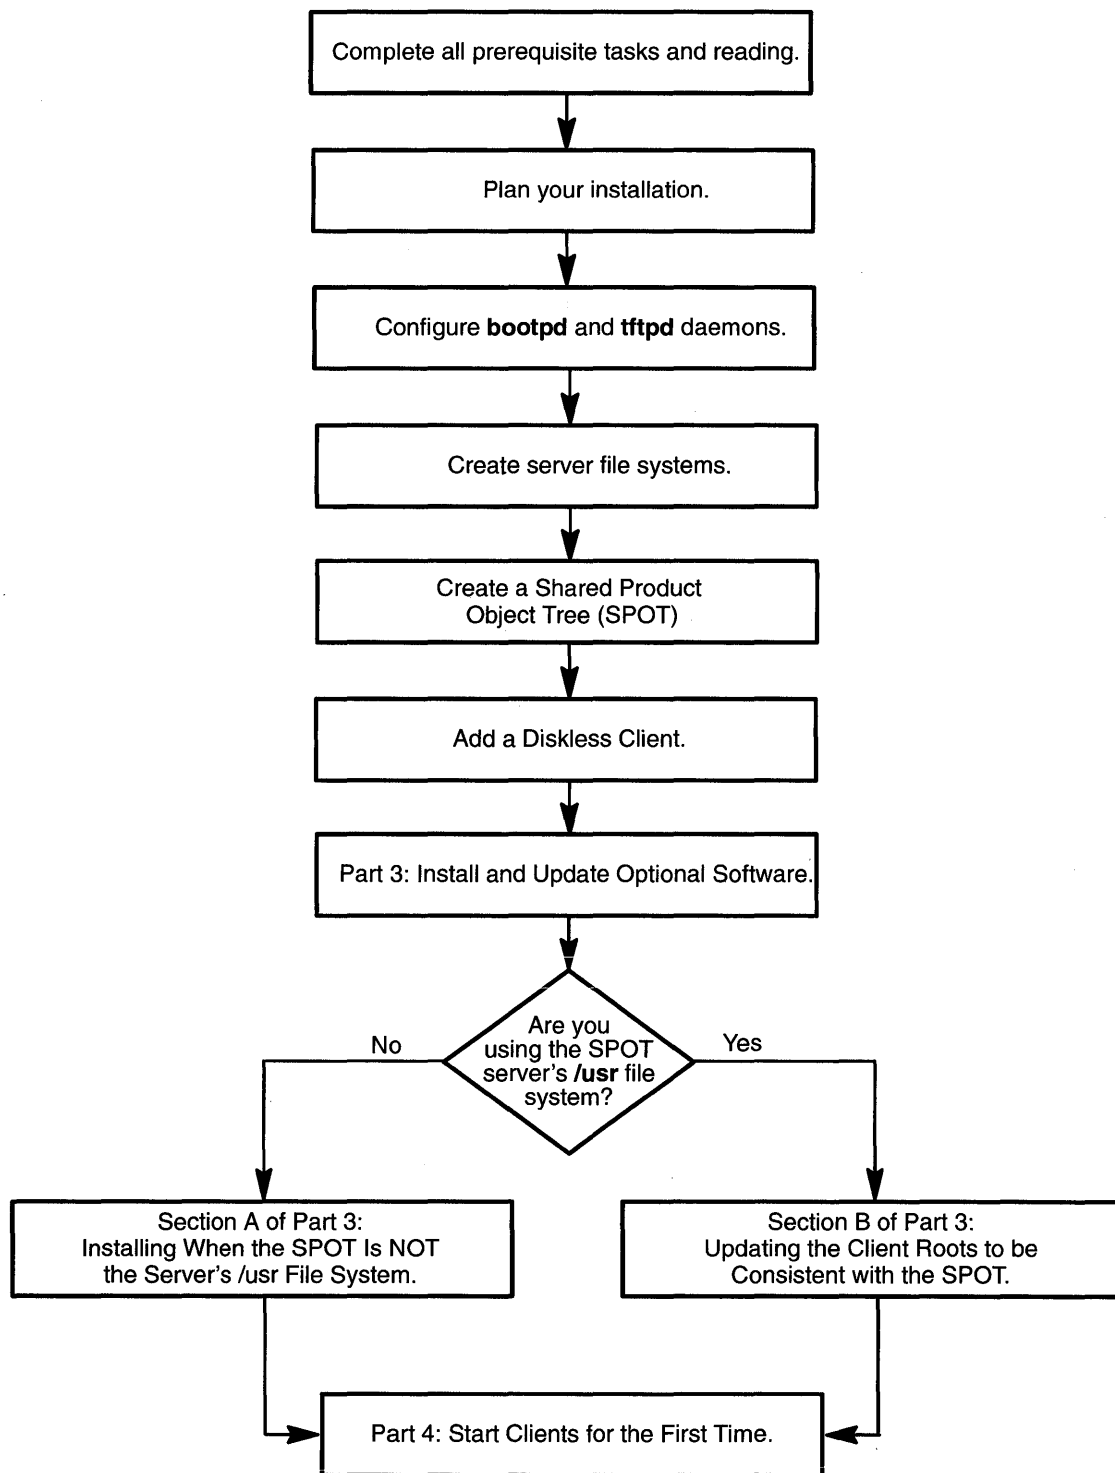 Complete all prerequisite tasks and reading.
Plan your installation.
Configure bootpd and tftpd daemons.
Create server file systems.
Create a Shared Product
Object Tree (SPOT)
Add a Diskless Client.
Part 3: Install and Update Optional Software.
Are you
using the SPOT
server's /usr file
system?
No
Yes
Section A of Part 3:
Installing When the SPOT Is NOT
the Server's /usr File System.
Section B of Part 3:
Updating the Client Roots to be
Consistent with the SPOT.
Part 4: Start Clients for the First Time.